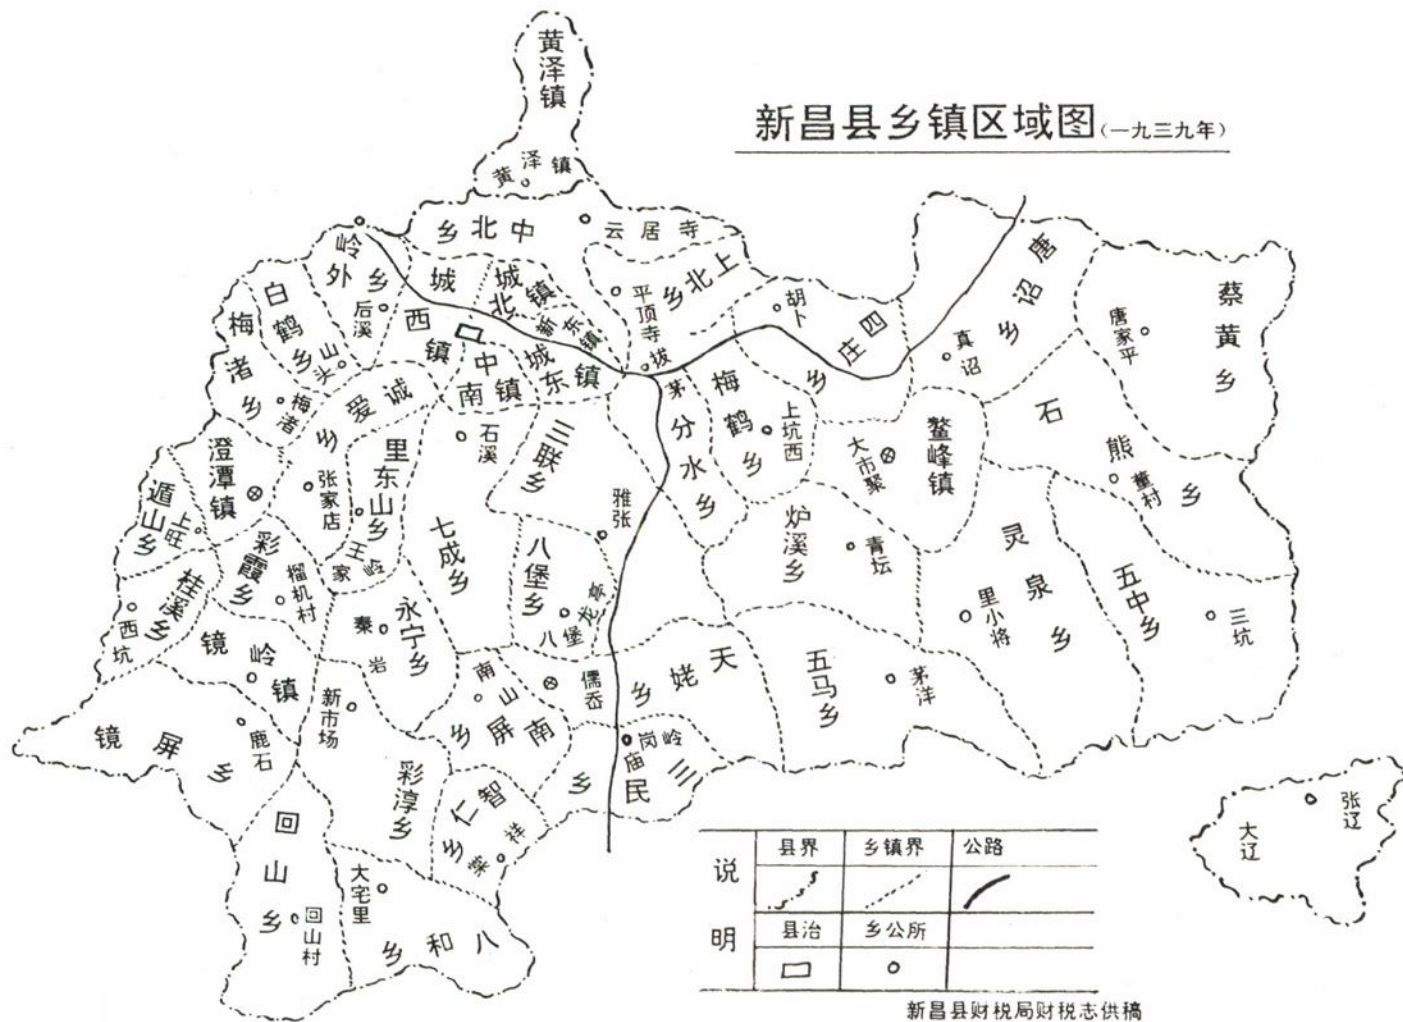 新昌县乡镇区域图(一九三九年)
黄泽镇
黄泽镇
中北乡
云居寺
岭外乡
后溪
白鹤乡
山头
梅渚乡
梅渚
城西镇
城北镇
新东镇
城东镇
中镇
南镇
上北乡
平顶寺
拔茅
胡卜
四庄乡
唐诏乡
真诏
蔡黄乡
唐家平
石熊乡
董村
爱诚乡
张家店
里东山乡
王家岭
石溪
三联乡
雅张
分水乡
梅鹤乡
上坑西
大市聚
鳌峰镇
澄潭镇
遁山乡
上旺
彩霞乡
榴机村
桂溪乡
西坑
七成乡
八堡乡
八堡龙亭
炉溪乡
青坛
灵泉乡
里小将
五中乡
三坑
永宁乡
秦岩
镜岭镇
新市场
镜屏乡
鹿石
南屏乡
南山
儒岙
天姥乡
五马乡
茅洋
三民乡
岗岭庙
彩淳乡
智仁乡
祥
回山乡
回山村
大宅里
八和乡
张辽
大辽
说明
县界
乡镇界
公路
县治
乡公所
新昌县财税局财税志供稿